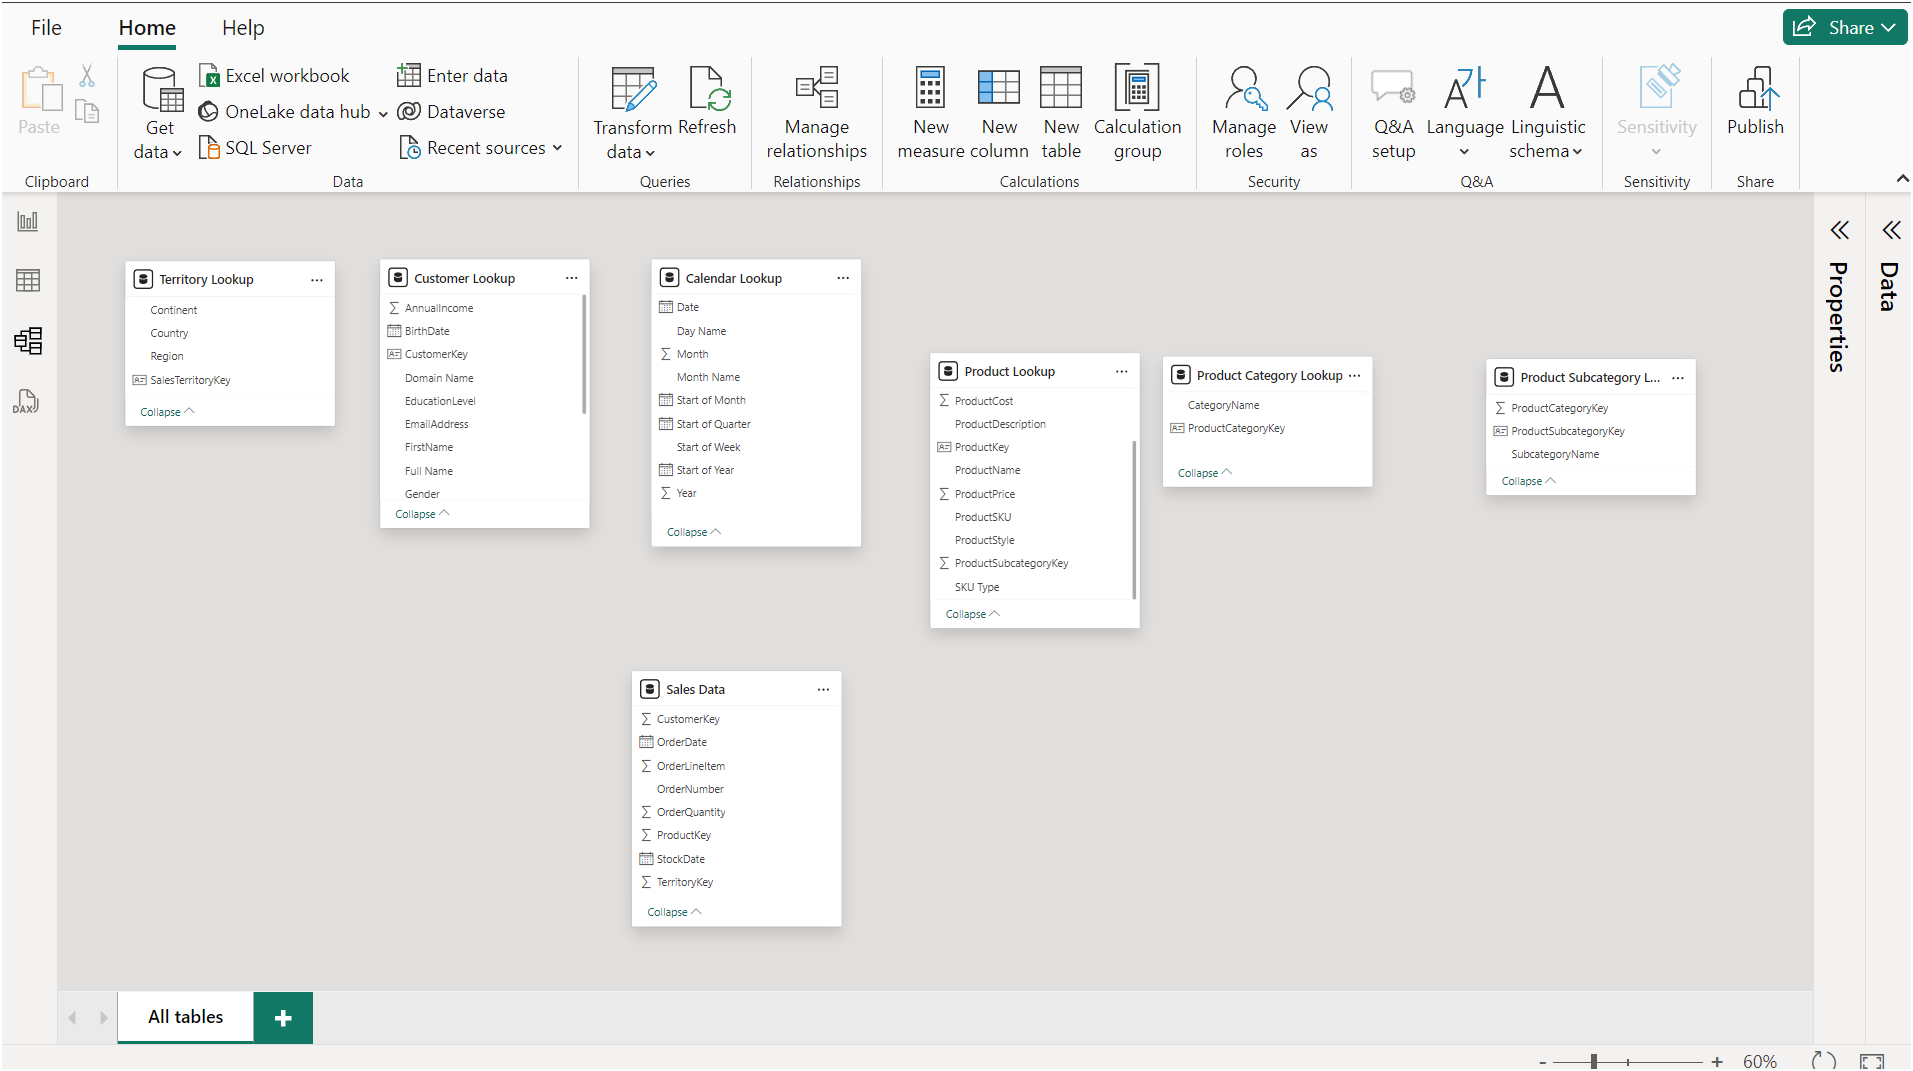 File
Home
Help
Share
Paste
Clipboard
Get data
Excel workbook
OneLake data hub
SQL Server
Enter data
Dataverse
Recent sources
Data
Transform data
Refresh
Queries
Manage relationships
Relationships
New measure
New column
New table
Calculation group
Calculations
Manage roles
View as
Security
Q&A setup
Language
Linguistic schema
Q&A
Sensitivity
Sensitivity
Publish
Share
Properties
Data
DAX
Territory Lookup
Continent
Country
Region
SalesTerritoryKey
Collapse
Customer Lookup
AnnualIncome
BirthDate
CustomerKey
Domain Name
EducationLevel
EmailAddress
FirstName
Full Name
Gender
Collapse
Calendar Lookup
Date
Day Name
Month
Month Name
Start of Month
Start of Quarter
Start of Week
Start of Year
Year
Collapse
Product Lookup
ProductCost
ProductDescription
ProductKey
ProductName
ProductPrice
ProductSKU
ProductStyle
ProductSubcategoryKey
SKU Type
Collapse
Product Category Lookup
CategoryName
ProductCategoryKey
Collapse
Product Subcategory L...
ProductCategoryKey
ProductSubcategoryKey
SubcategoryName
Collapse
Sales Data
CustomerKey
OrderDate
OrderLineItem
OrderNumber
OrderQuantity
ProductKey
StockDate
TerritoryKey
Collapse
All tables
60%